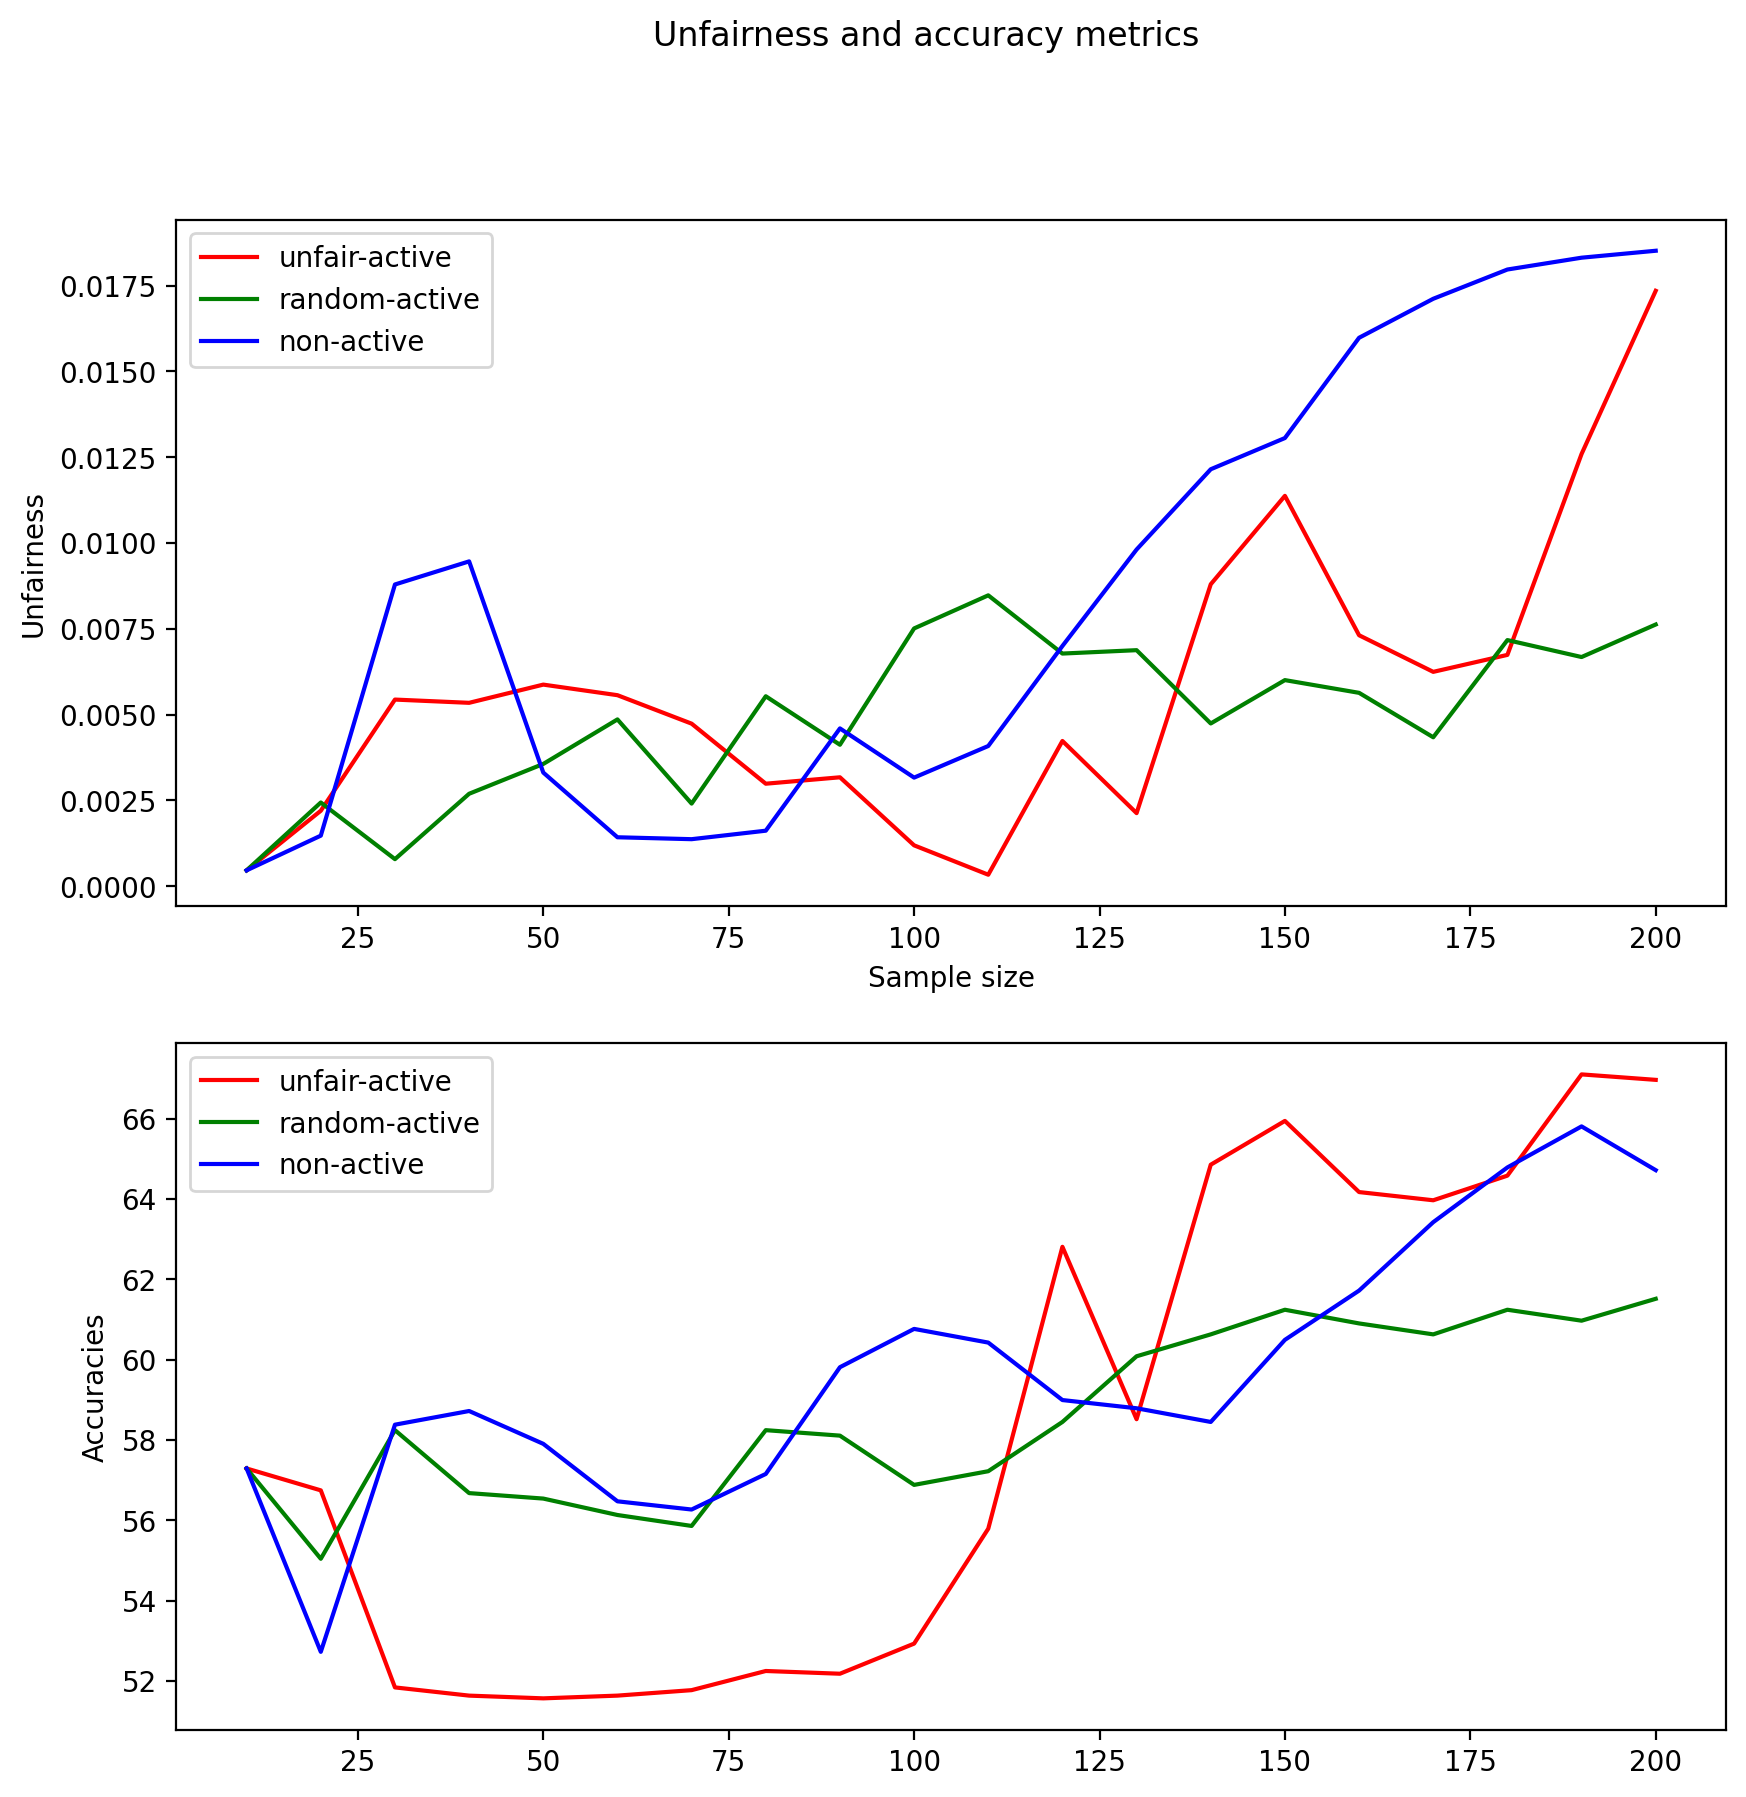 Unfairness and accuracy metrics
unfair-active
random-active
non-active
0.0175
0.0150
0.0125
0.0100
0.0075
0.0050
0.0025
0.0000
Unfairness
25 50 75 100 125 150 175 200
Sample size
unfair-active
random-active
non-active
66
64
62
60
58
56
54
52
Accuracies
25 50 75 100 125 150 175 200